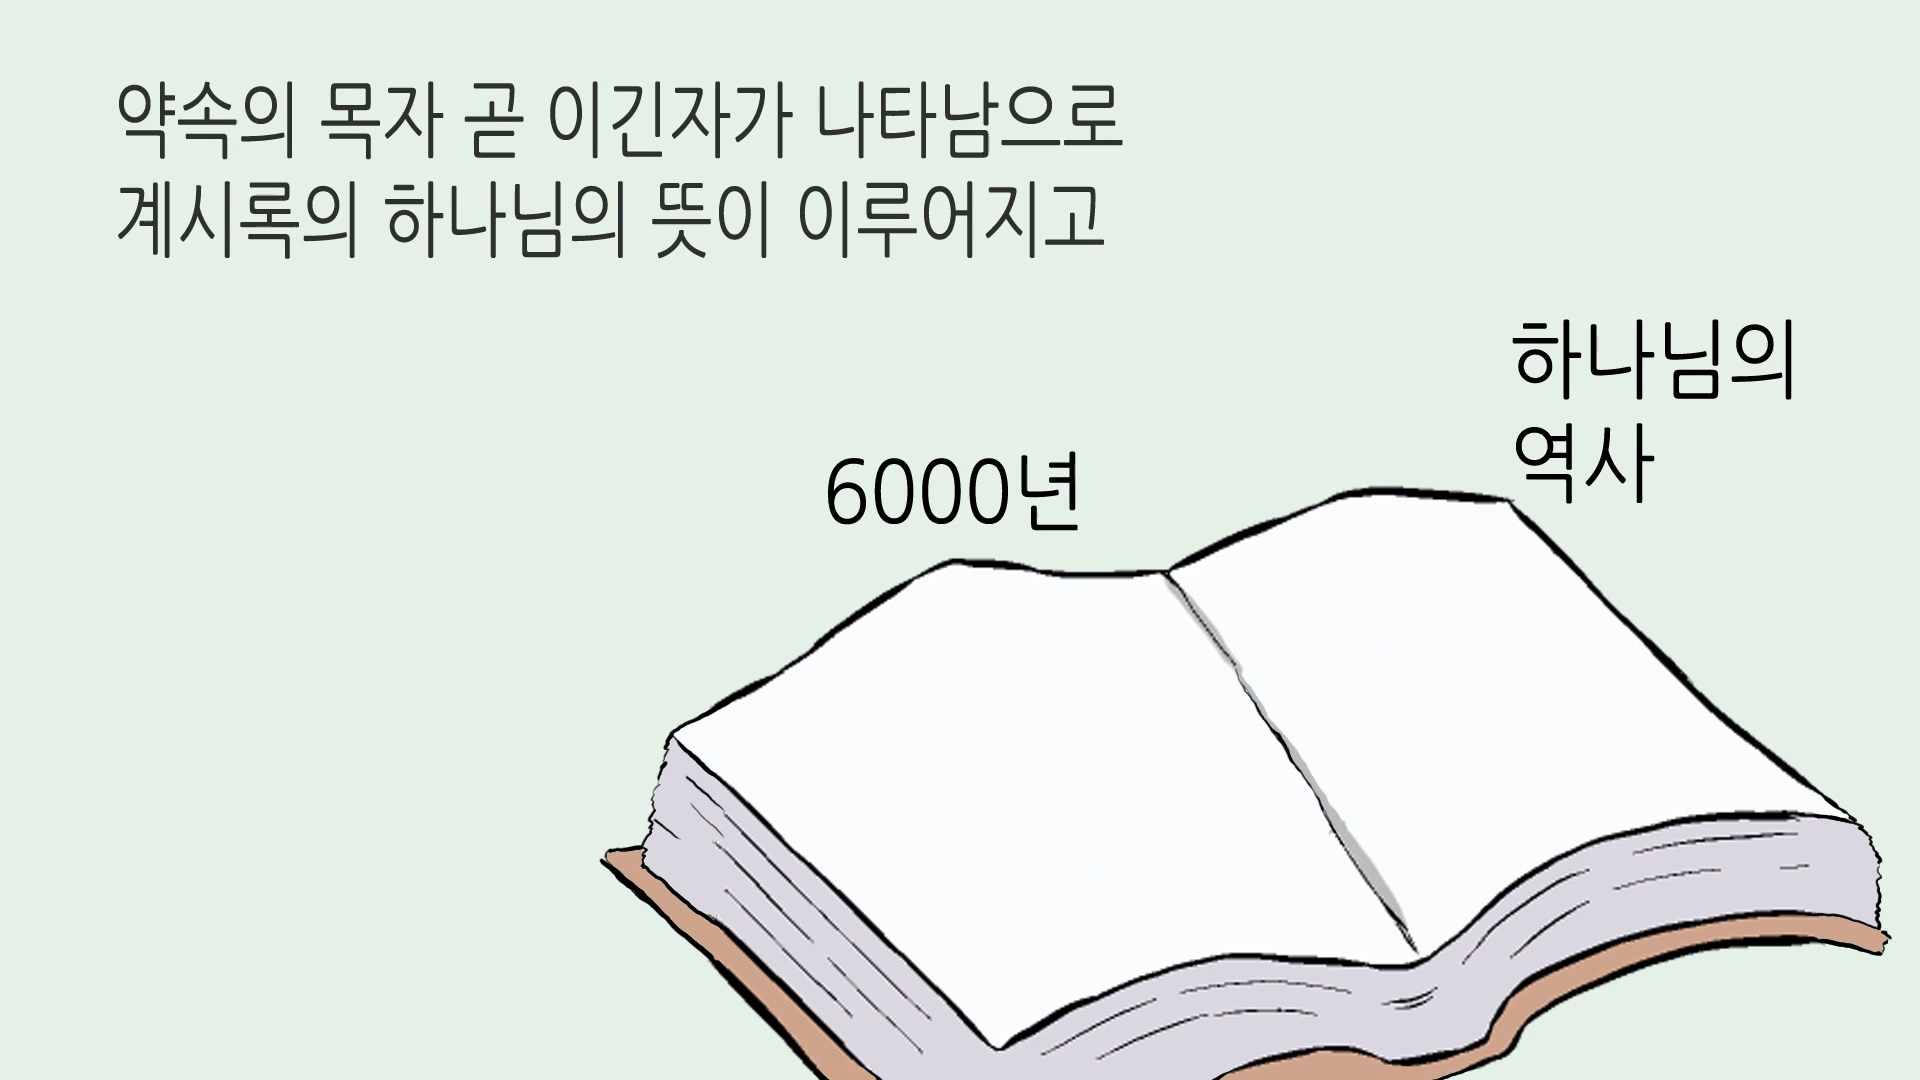 약속의 목자 곧 이긴자가 나타남으로
계시록의 하나님의 뜻이 이루어지고
하나님의
역사
6000년